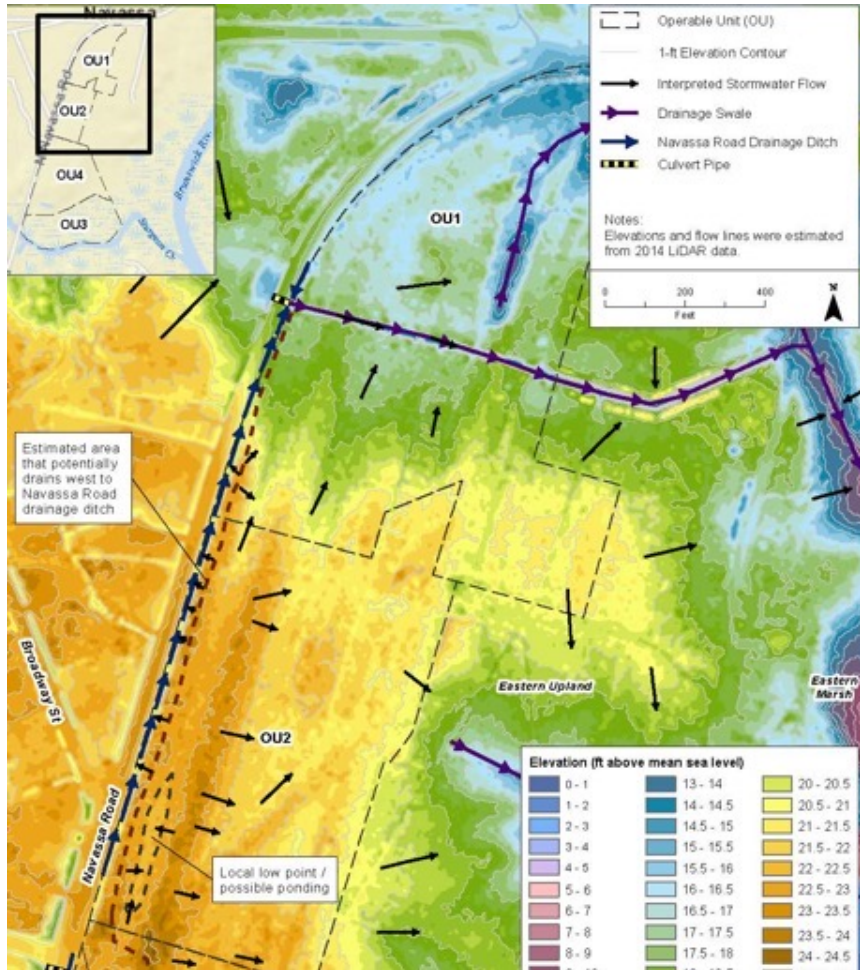 Navassa
OU1
N Navassa Rd
OU2
OU4
OU3
Brunswick Riv.
Sturgeon Cr.
Operable Unit (OU)
1-ft Elevation Contour
Interpreted Stormwater Flow
Drainage Swale
Navassa Road Drainage Ditch
Culvert Pipe
Notes:
Elevations and flow lines were estimated
from 2014 LiDAR data.
0 200 400
Feet
N
OU1
Estimated area
that potentially
drains west to
Navassa Road
drainage ditch
Broadway St
Eastern Upland
Eastern
Marsh
OU2
Navassa Road
Local low point /
possible ponding
Elevation (ft above mean sea level)
0 - 1
1 - 2
2 - 3
3 - 4
4 - 5
5 - 6
6 - 7
7 - 8
8 - 9
13 - 14
14 - 14.5
14.5 - 15
15 - 15.5
15.5 - 16
16 - 16.5
16.5 - 17
17 - 17.5
17.5 - 18
20 - 20.5
20.5 - 21
21 - 21.5
21.5 - 22
22 - 22.5
22.5 - 23
23 - 23.5
23.5 - 24
24 - 24.5